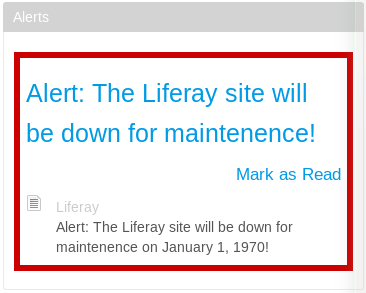 Alerts
Alert: The Liferay site will
be down for maintenence!
Mark as Read
Liferay
Alert: The Liferay site will be down for
maintenence on January 1, 1970!